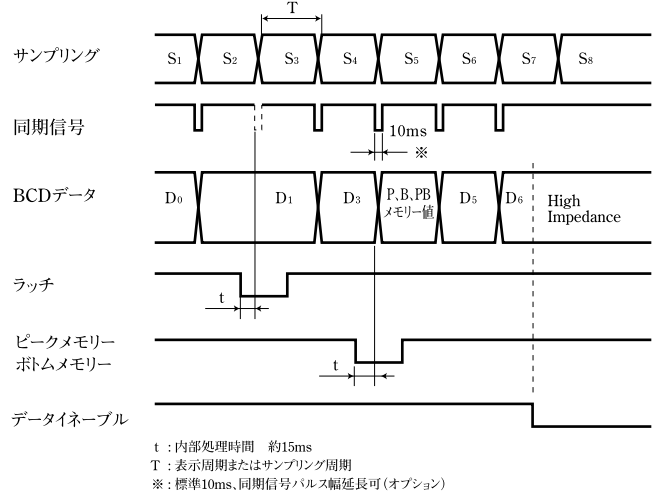 T
サンプリング
S1 S2 S3 S4 S5 S6 S7 S8
同期信号
10ms
※
BCDデータ
D0 D1 D3 P、B、PB メモリー値 D5 D6 High Impedance
ラッチ
t
ピークメモリー
ボトムメモリー
t
データイネーブル
t : 内部処理時間 約15ms
T : 表示周期またはサンプリング周期
※ : 標準10ms、同期信号パルス幅延長可(オプション)